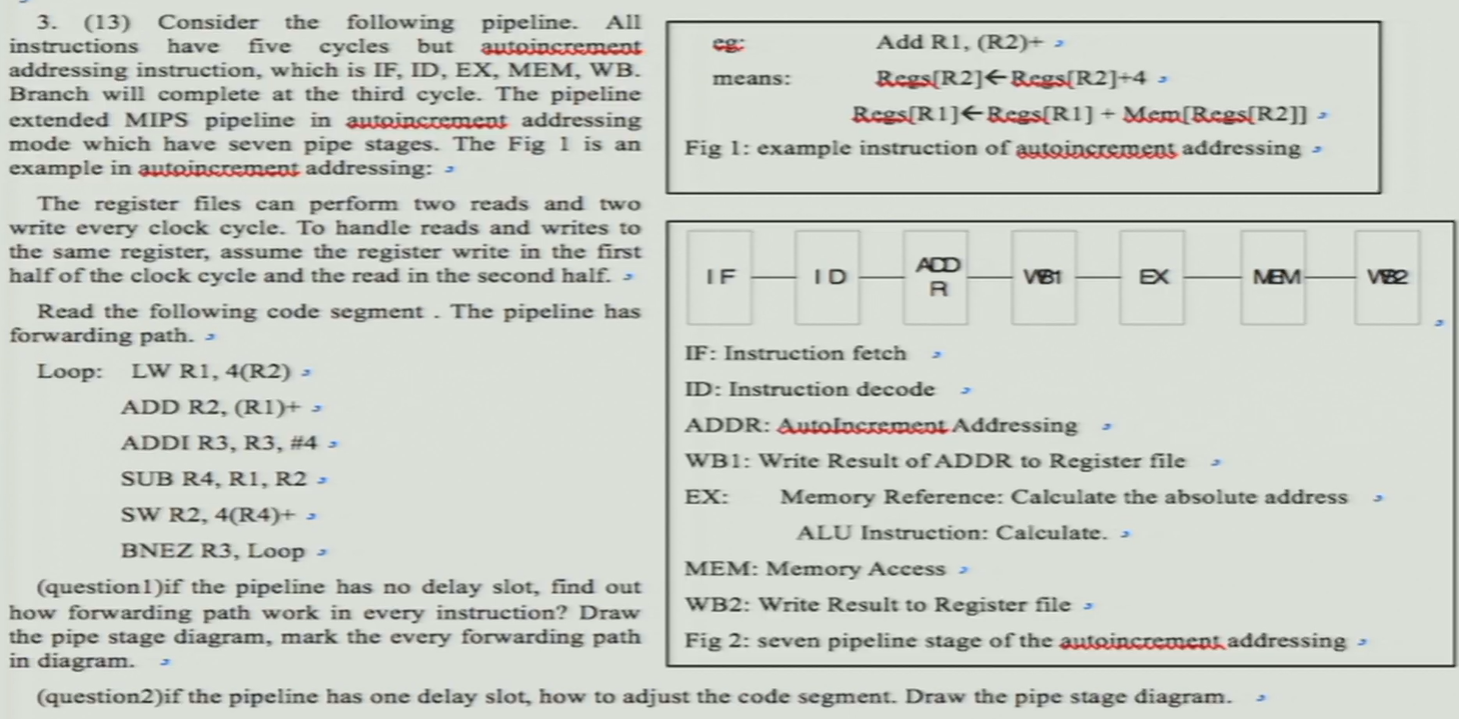 3. (13) Consider the following pipeline. All
instructions have five cycles but autoincrement
addressing instruction, which is IF, ID, EX, MEM, WB.
Branch will complete at the third cycle. The pipeline
extended MIPS pipeline in autoincrement addressing
mode which have seven pipe stages. The Fig 1 is an
example in autoincrement addressing:
The register files can perform two reads and two
write every clock cycle. To handle reads and writes to
the same register, assume the register write in the first
half of the clock cycle and the read in the second half.
Read the following code segment . The pipeline has
forwarding path.
Loop: LW R1, 4(R2)
ADD R2, (R1)+
ADDI R3, R3, #4
SUB R4, R1, R2
SW R2, 4(R4)+
BNEZ R3, Loop
(question1)if the pipeline has no delay slot, find out
how forwarding path work in every instruction? Draw
the pipe stage diagram, mark the every forwarding path
in diagram.
(question2)if the pipeline has one delay slot, how to adjust the code segment. Draw the pipe stage diagram.
eg: Add R1, (R2)+
means: Regs[R2]←Regs[R2]+4
Regs[R1]←Regs[R1] + Mem[Regs[R2]]
Fig 1: example instruction of autoincrement addressing
IF ID ADD WB1 EX MEM WB2
R
IF: Instruction fetch
ID: Instruction decode
ADDR: AutoIncrement Addressing
WB1: Write Result of ADDR to Register file
EX: Memory Reference: Calculate the absolute address
ALU Instruction: Calculate.
MEM: Memory Access
WB2: Write Result to Register file
Fig 2: seven pipeline stage of the autoincrement addressing